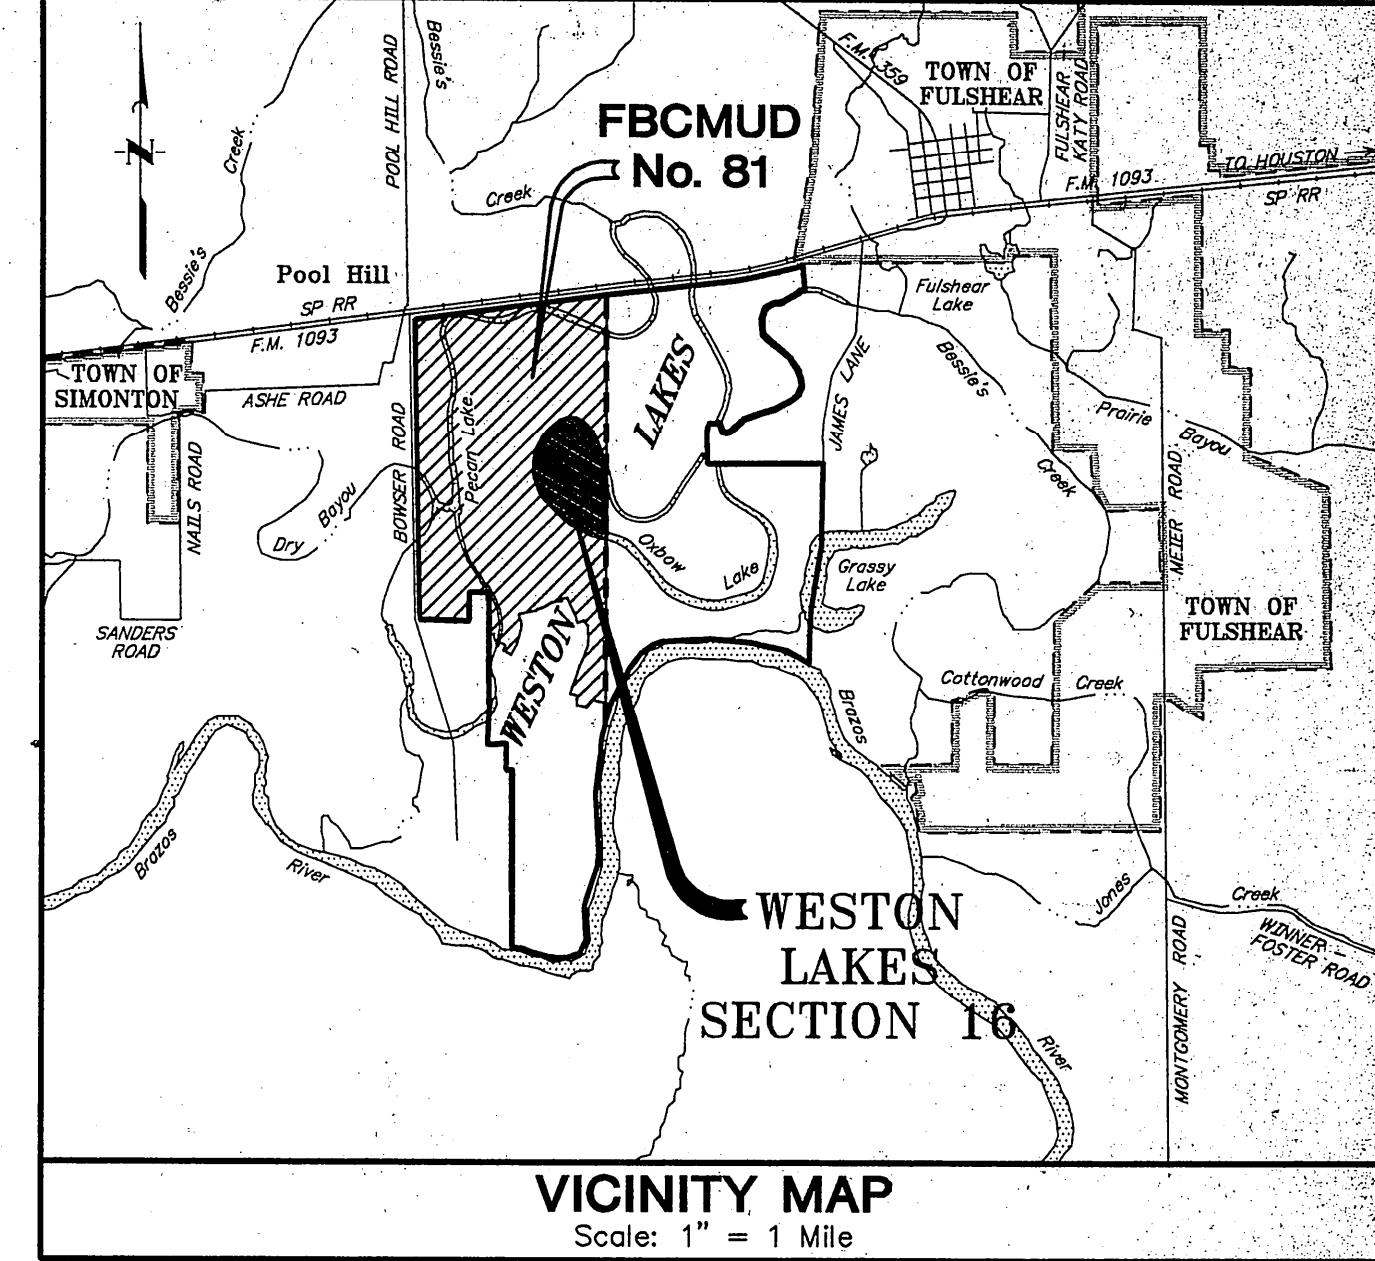 Bessie's
POOL HILL ROAD
F.M. 359
TOWN OF
FULSHEAR
FULSHEAR
KATY ROAD
FBCMUD
No. 81
N
Creek
Creek
TO HOUSTON
F.M. 1093
SP RR
Bessie's
Pool Hill
SP RR
F.M. 1093
Fulshear
Lake
TOWN OF
SIMONTON
ASHE ROAD
LAKES
JAMES LANE
Bessie's
Creek
Prairie
Bayou
NAILS ROAD
BOWSER ROAD
Pecan Lake
Dry
Bayou
Oxbow
Lake
Grassy
Lake
MEIER ROAD
TOWN OF
FULSHEAR
SANDERS
ROAD
WESTON
Cottonwood Creek
Brazos
Brazos
River
Jones
Creek
WINNER –
FOSTER ROAD
WESTON
LAKES
SECTION 16
River
MONTGOMERY ROAD
VICINITY MAP
Scale: 1" = 1 Mile